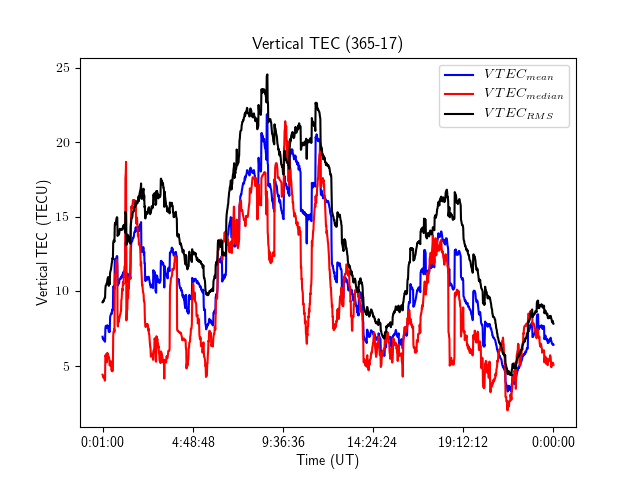 Vertical TEC (365-17)
VTEC_mean
VTEC_median
VTEC_RMS
Vertical TEC (TECU)
25
20
15
10
5
0:01:00 4:48:48 9:36:36 14:24:24 19:12:12 0:00:00
Time (UT)